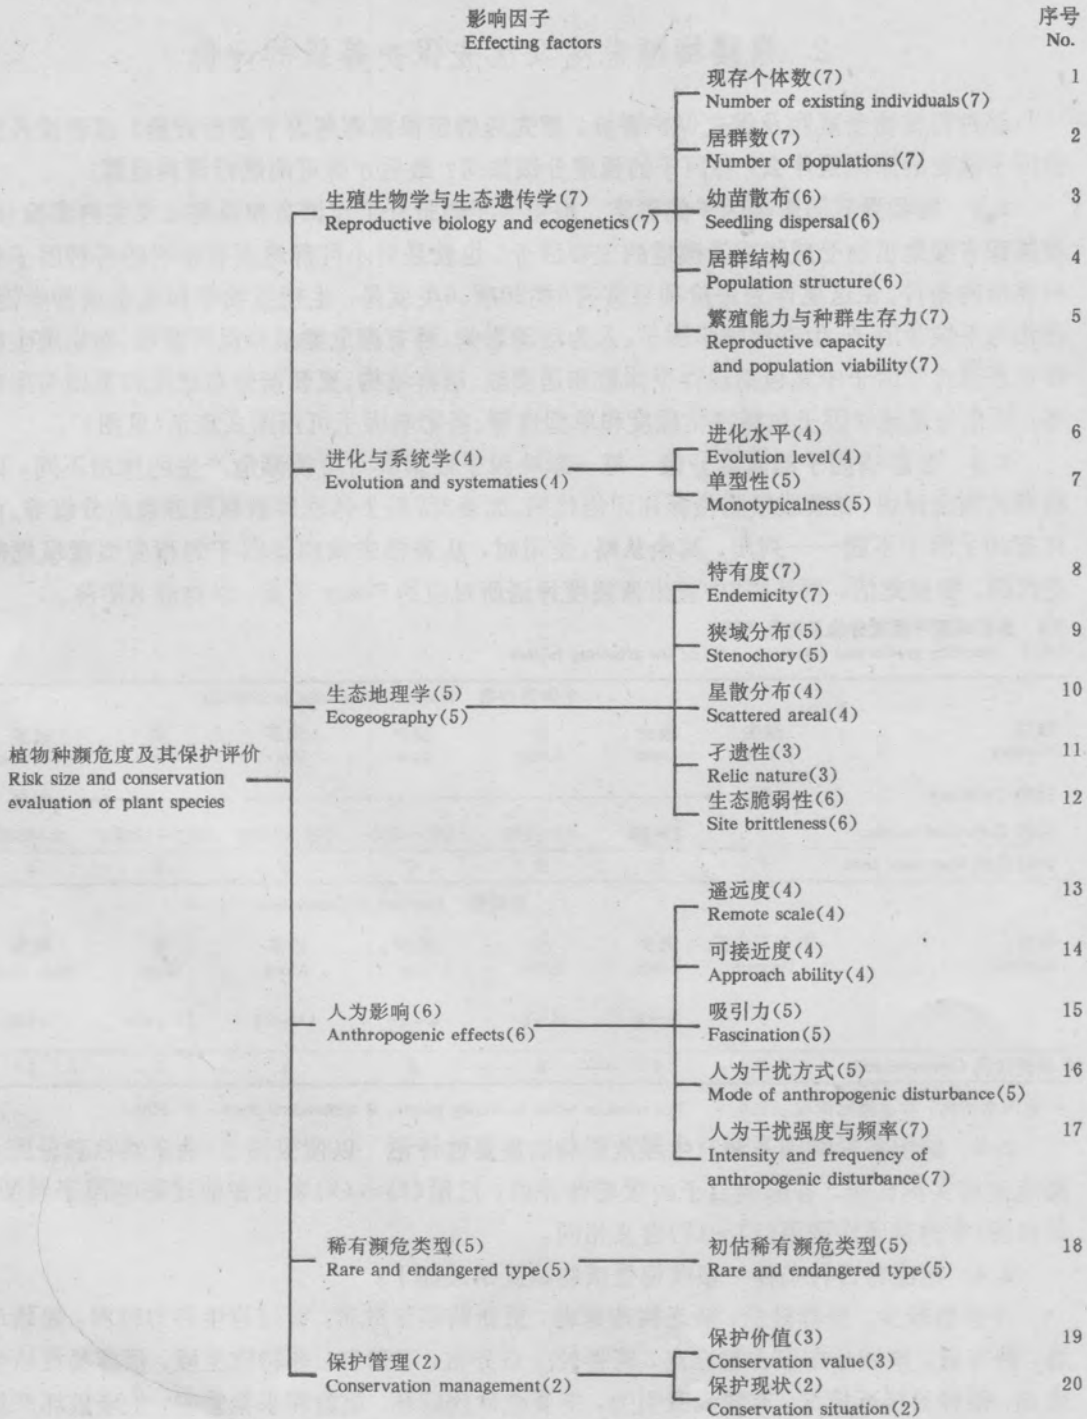 影响因子
Effecting factors
序号
No.
现存个体数(7)
Number of existing individuals(7)
1
居群数(7)
Number of populations(7)
2
生殖生物学与生态遗传学(7)
Reproductive biology and ecogenetics(7)
幼苗散布(6)
Seedling dispersal(6)
3
居群结构(6)
Population structure(6)
4
繁殖能力与种群生存力(7)
Reproductive capacity
and population viability(7)
5
进化与系统学(4)
Evolution and systematies(4)
进化水平(4)
Evolution level(4)
6
单型性(5)
Monotypicalness(5)
7
特有度(7)
Endemicity(7)
8
狭域分布(5)
Stenochory(5)
9
生态地理学(5)
Ecogeography(5)
星散分布(4)
Scattered areal(4)
10
植物种濒危度及其保护评价
Risk size and conservation
evaluation of plant species
孑遗性(3)
Relic nature(3)
11
生态脆弱性(6)
Site brittleness(6)
12
遥远度(4)
Remote scale(4)
13
可接近度(4)
Approach ability(4)
14
人为影响(6)
Anthropogenic effects(6)
吸引力(5)
Fascination(5)
15
人为干扰方式(5)
Mode of anthropogenic disturbance(5)
16
人为干扰强度与频率(7)
Intensity and frequency of
anthropogenic disturbance(7)
17
稀有濒危类型(5)
Rare and endangered type(5)
初估稀有濒危类型(5)
Rare and endangered type(5)
18
保护管理(2)
Conservation management(2)
保护价值(3)
Conservation value(3)
19
保护现状(2)
Conservation situation(2)
20